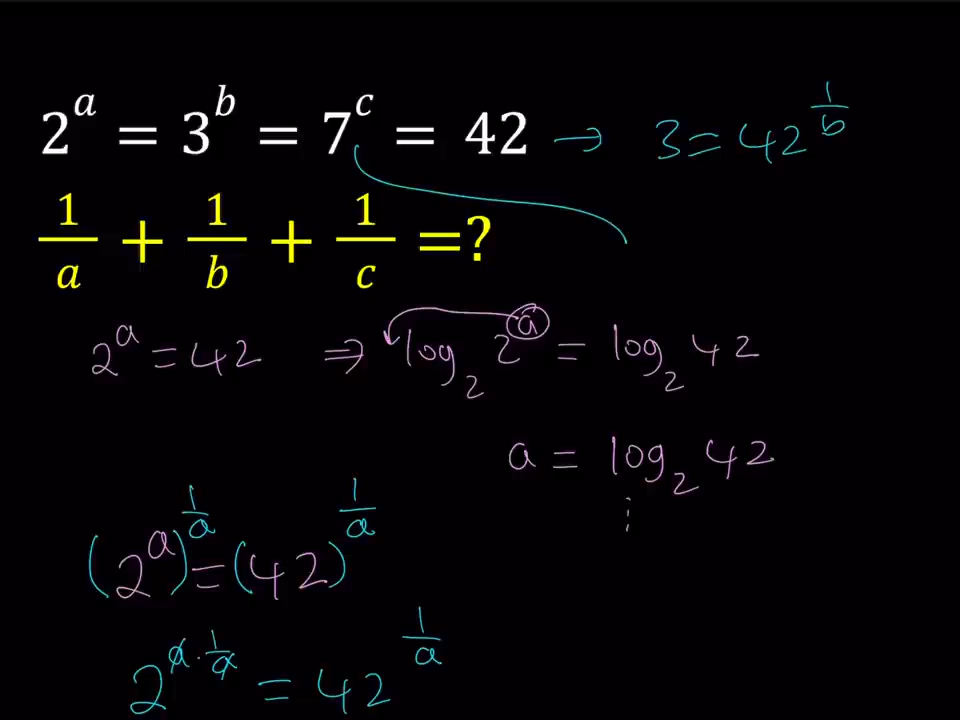 2^a = 3^b = 7^c = 42 → 3 = 42^(1/b)
1/a + 1/b + 1/c =?
2^a = 42 ⇒ log_2 2^a = log_2 42
a = log_2 42
⋮
(2^a)^(1/a) = (42)^(1/a)
2^(a · 1/a) = 42^(1/a)